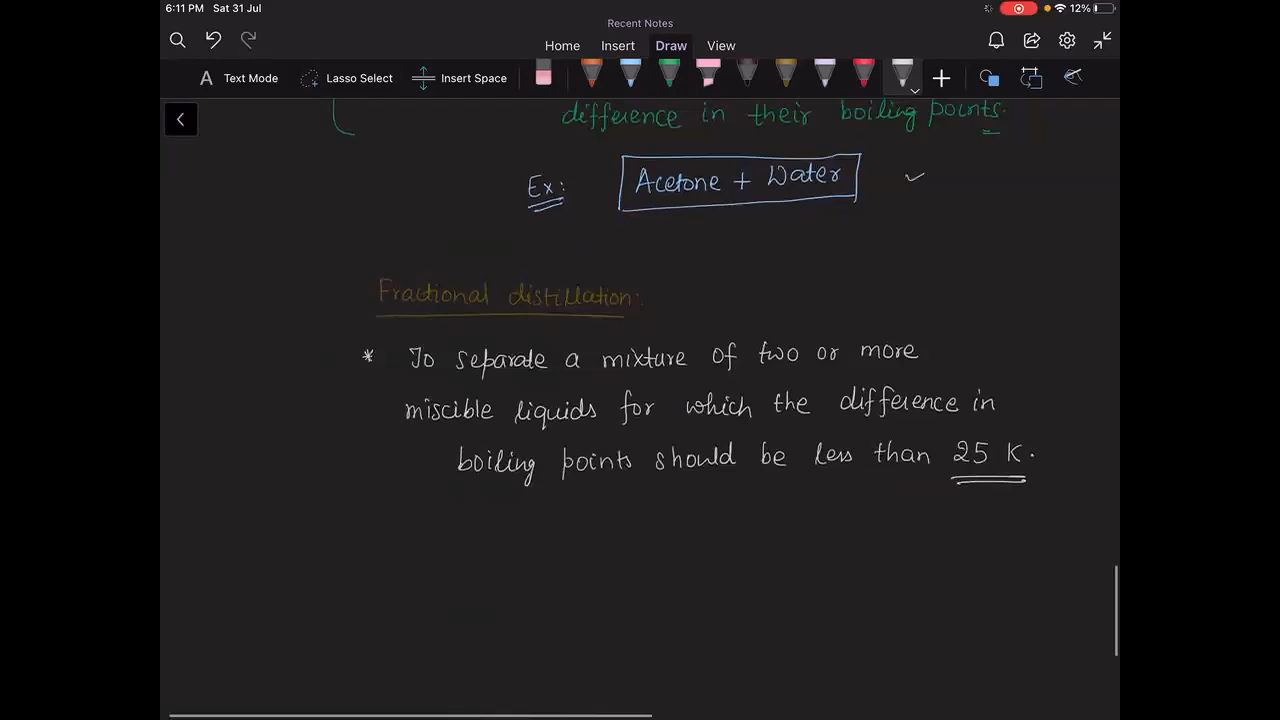 6:11 PM Sat 31 Jul
12%
Recent Notes
Home Insert Draw View
Text Mode Lasso Select Insert Space
difference in their boiling points.
Ex: Acetone + Water
Fractional distillation:
* To separate a mixture of two or more
miscible liquids for which the difference in
boiling points should be less than 25 K.